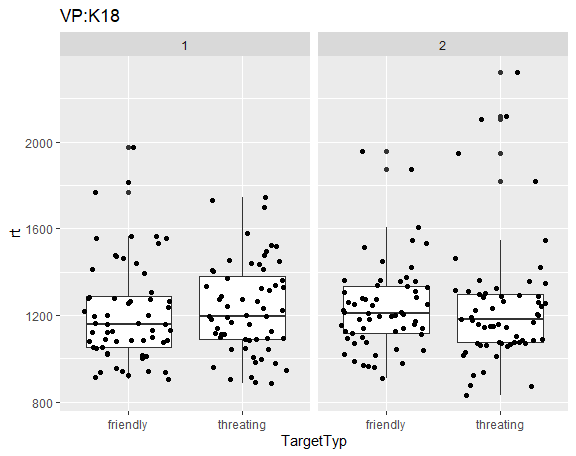 VP:K18
1 2
2000
1600
1200
800
rt
friendly threating friendly threating
TargetTyp